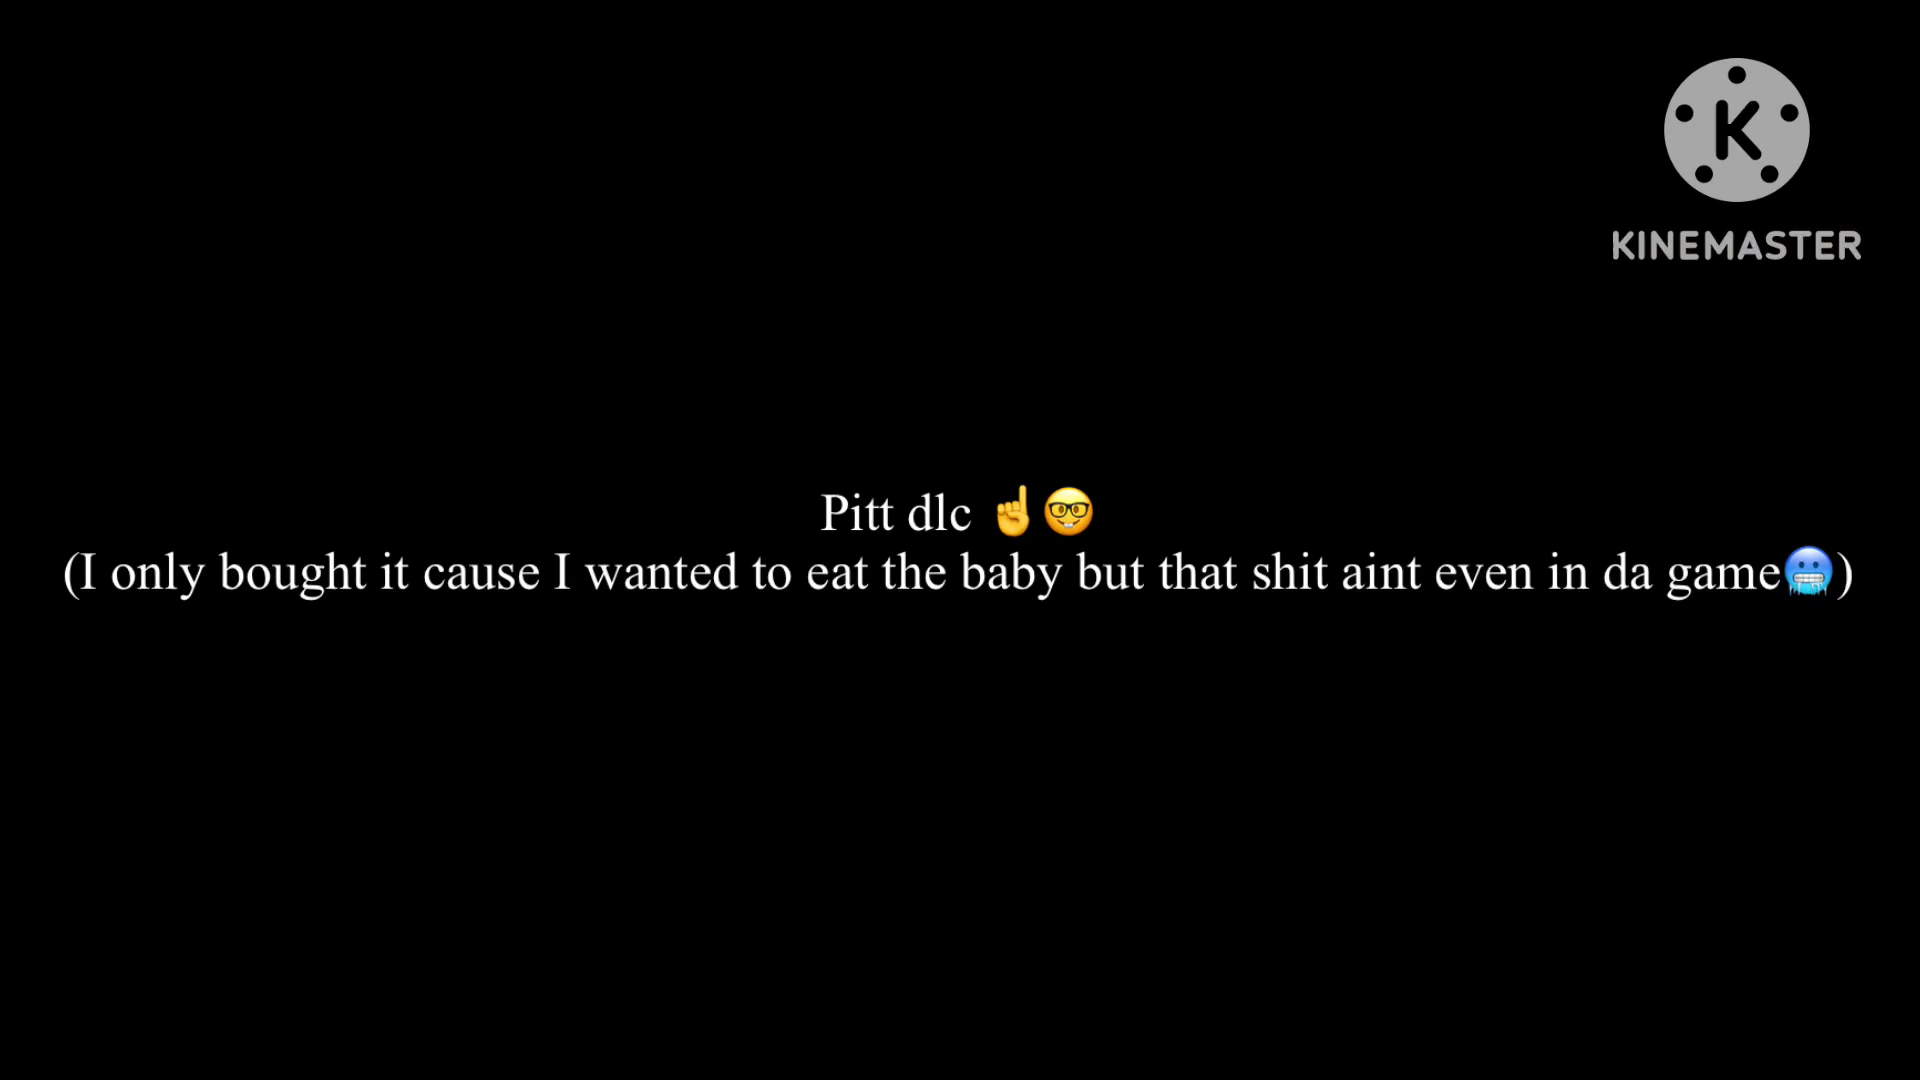 K
KINEMASTER
Pitt dlc ☝️🤓
(I only bought it cause I wanted to eat the baby but that shit aint even in da game🥶)